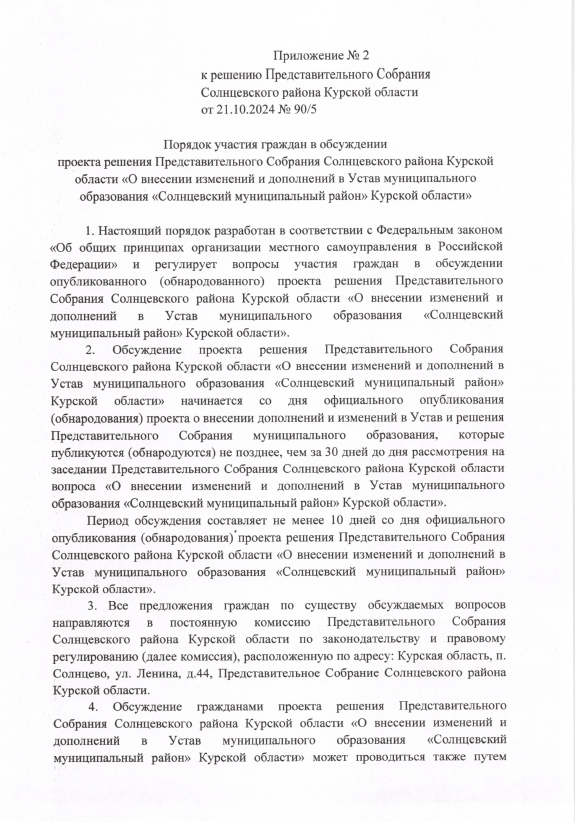 Приложение № 2
к решению Представительного Собрания
Солнцевского района Курской области
от 21.10.2024 № 90/5
Порядок участия граждан в обсуждении
проекта решения Представительного Собрания Солнцевского района Курской
области «О внесении изменений и дополнений в Устав муниципального
образования «Солнцевский муниципальный район» Курской области»
1. Настоящий порядок разработан в соответствии с Федеральным законом
«Об общих принципах организации местного самоуправления в Российской
Федерации» и регулирует вопросы участия граждан в обсуждении
опубликованного (обнародованного) проекта решения Представительного
Собрания Солнцевского района Курской области «О внесении изменений и
дополнений в Устав муниципального образования «Солнцевский
муниципальный район» Курской области».
2. Обсуждение проекта решения Представительного Собрания
Солнцевского района Курской области «О внесении изменений и дополнений в
Устав муниципального образования «Солнцевский муниципальный район»
Курской области» начинается со дня официального опубликования
(обнародования) проекта о внесении дополнений и изменений в Устав и решения
Представительного Собрания муниципального образования, которые
публикуются (обнародуются) не позднее, чем за 30 дней до дня рассмотрения на
заседании Представительного Собрания Солнцевского района Курской области
вопроса «О внесении изменений и дополнений в Устав муниципального
образования «Солнцевский муниципальный район» Курской области».
Период обсуждения составляет не менее 10 дней со дня официального
опубликования (обнародования) проекта решения Представительного Собрания
Солнцевского района Курской области «О внесении изменений и дополнений в
Устав муниципального образования «Солнцевский муниципальный район»
Курской области».
3. Все предложения граждан по существу обсуждаемых вопросов
направляются в постоянную комиссию Представительного Собрания
Солнцевского района Курской области по законодательству и правовому
регулированию (далее комиссия), расположенную по адресу: Курская область, п.
Солнцево, ул. Ленина, д.44, Представительное Собрание Солнцевского района
Курской области.
4. Обсуждение гражданами проекта решения Представительного
Собрания Солнцевского района Курской области «О внесении изменений и
дополнений в Устав муниципального образования «Солнцевский
муниципальный район» Курской области» может проводиться также путем